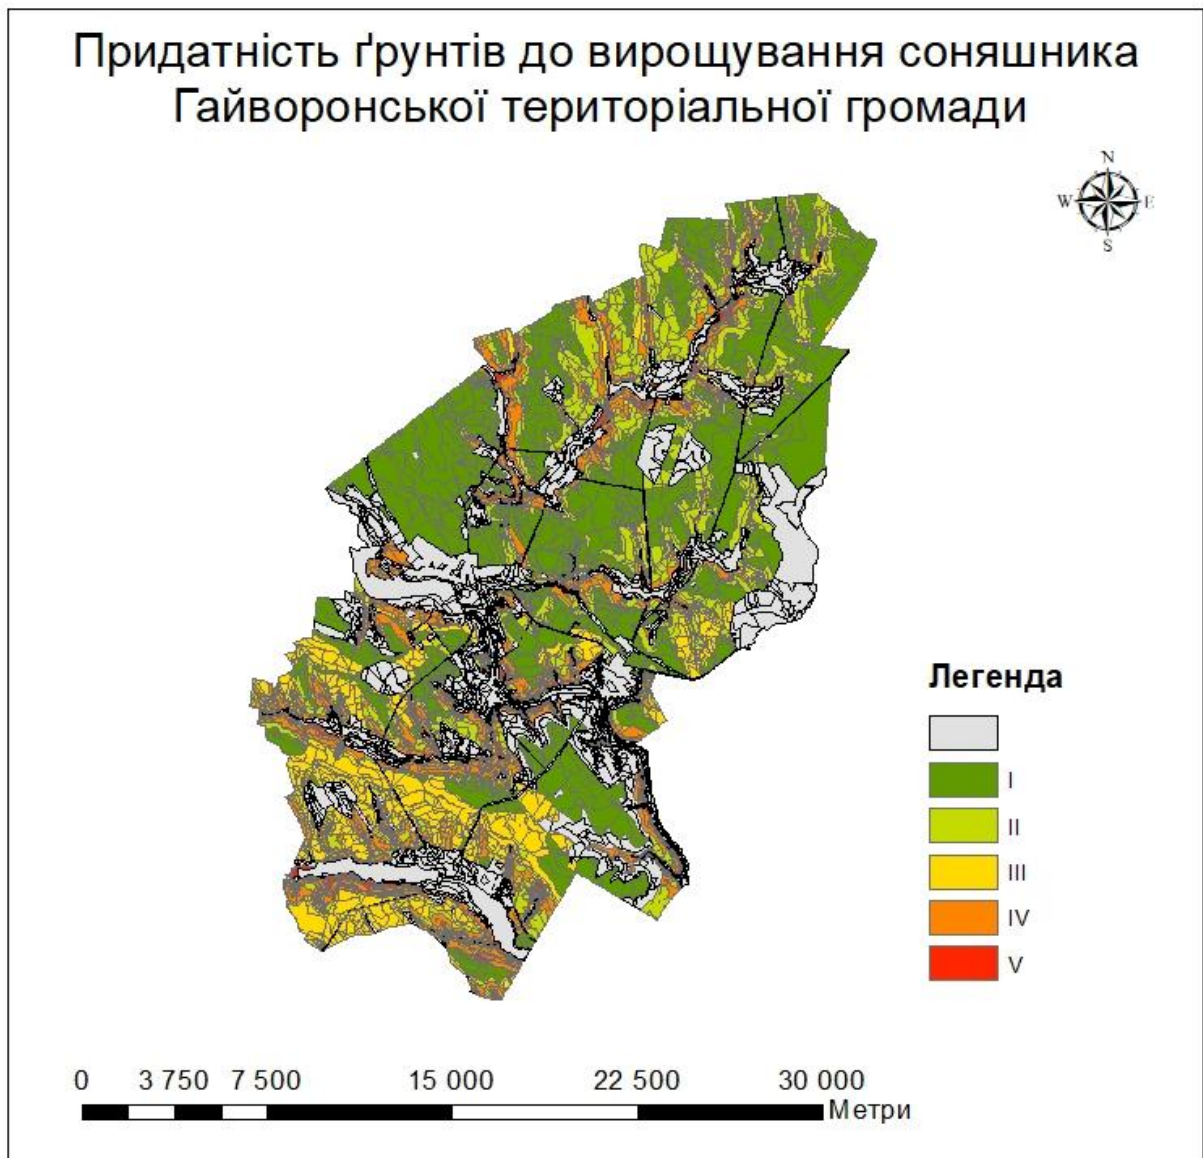 Придатність ґрунтів до вирощування соняшника
Гайворонської територіальної громади
N
W E
S
Легенда
I
II
III
IV
V
0 3 750 7 500 15 000 22 500 30 000
Метри